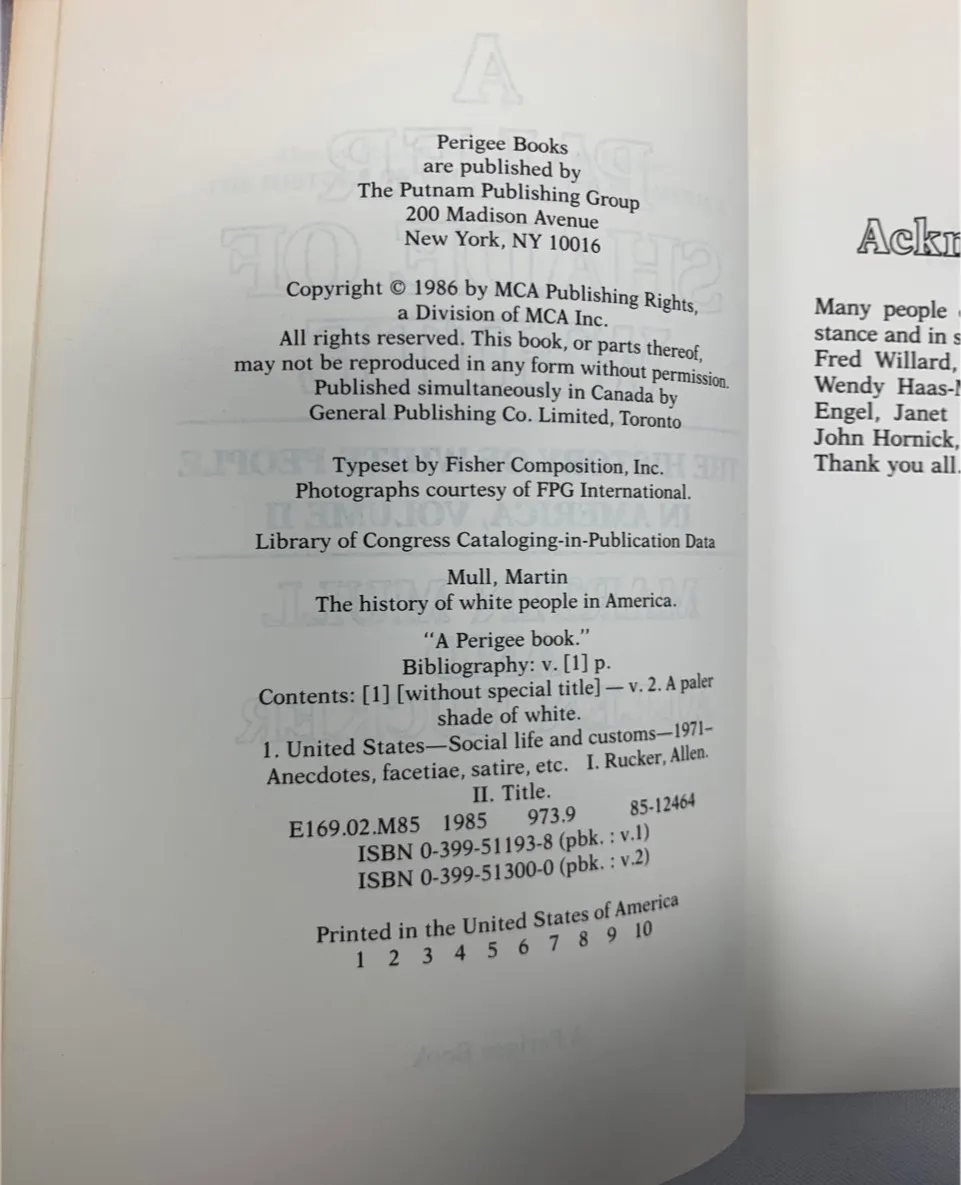 Perigee Books
are published by
The Putnam Publishing Group
200 Madison Avenue
New York, NY 10016
Copyright © 1986 by MCA Publishing Rights,
a Division of MCA Inc.
All rights reserved. This book, or parts thereof,
may not be reproduced in any form without permission.
Published simultaneously in Canada by
General Publishing Co. Limited, Toronto
Typeset by Fisher Composition, Inc.
Photographs courtesy of FPG International.
Library of Congress Cataloging-in-Publication Data
Mull, Martin
The history of white people in America.
“A Perigee book.”
Bibliography: v. [1] p.
Contents: [1] [without special title] — v. 2. A paler
shade of white.
1. United States—Social life and customs—1971–
Anecdotes, facetiae, satire, etc. I. Rucker, Allen.
II. Title.
E169.02.M85 1985 973.9 85-12464
ISBN 0-399-51193-8 (pbk. : v.1)
ISBN 0-399-51300-0 (pbk. : v.2)
Printed in the United States of America
1 2 3 4 5 6 7 8 9 10
Ackn
Many people
stance and in s
Fred Willard,
Wendy Haas-
Engel, Janet
John Hornick,
Thank you all.